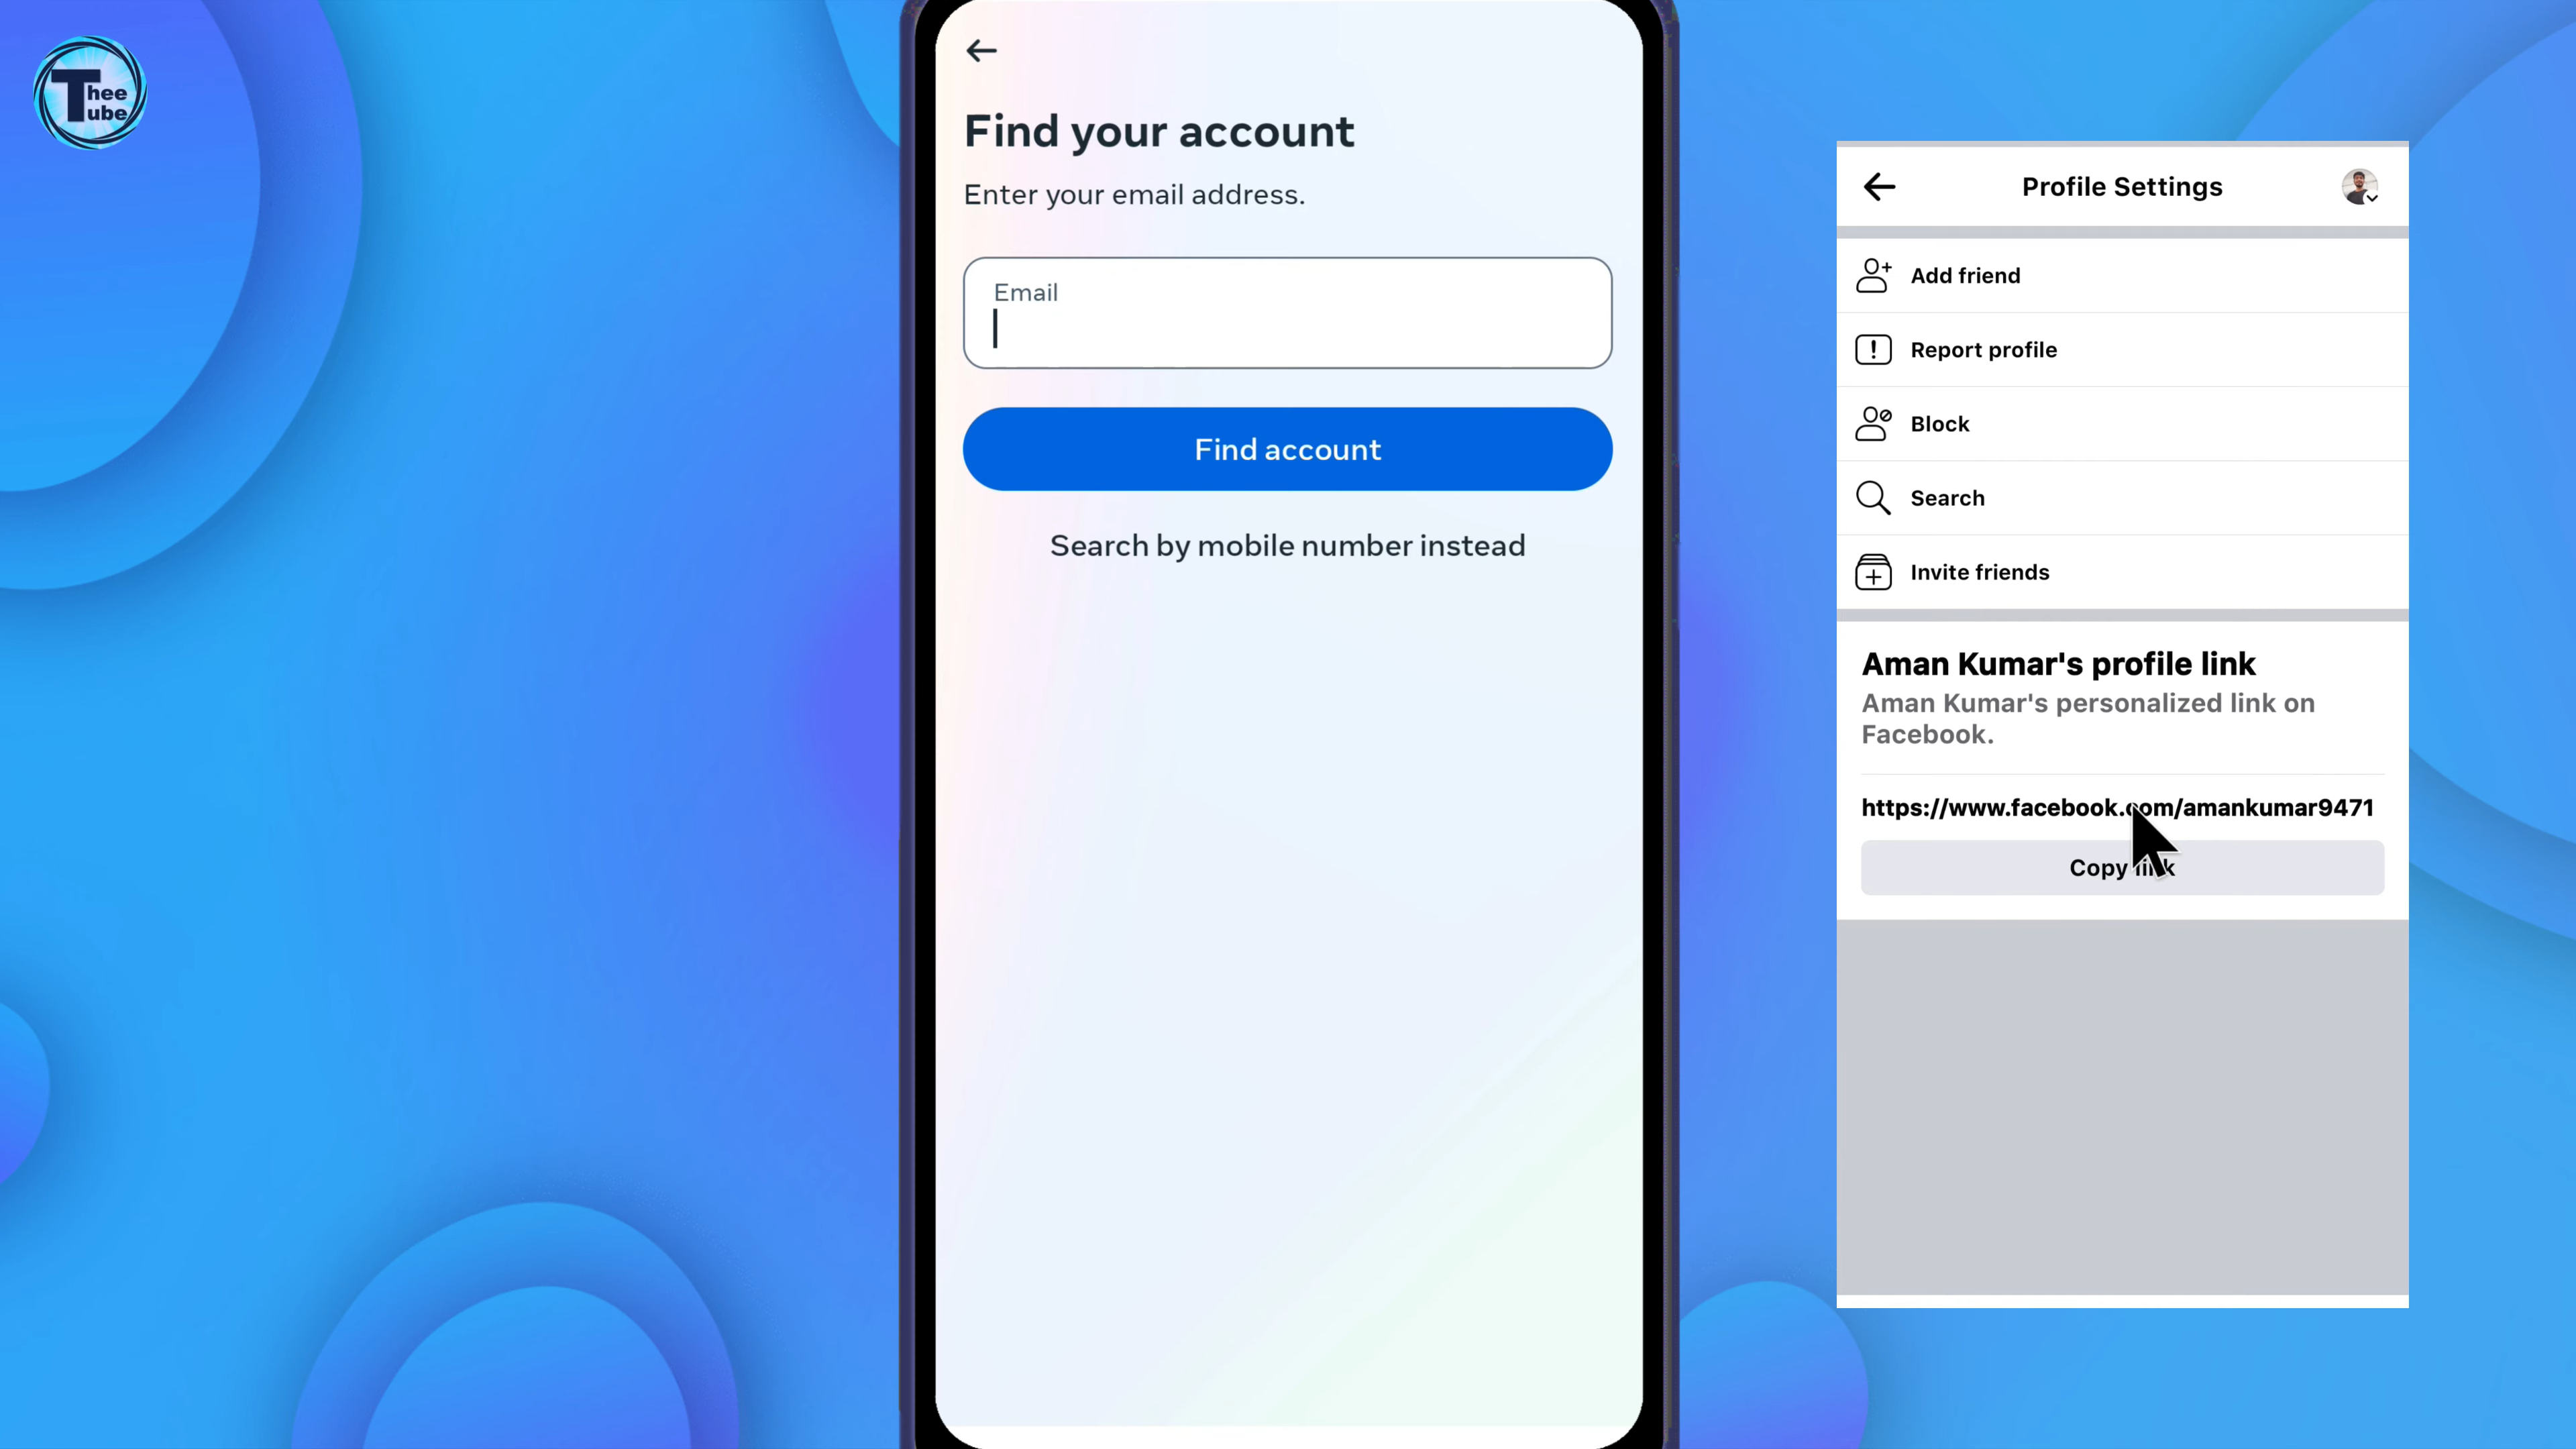 Thee
Tube
Find your account
Enter your email address.
Email
Find account
Search by mobile number instead
Profile Settings
Add friend
Report profile
Block
Search
Invite friends
Aman Kumar's profile link
Aman Kumar's personalized link on
Facebook.
https://www.facebook.com/amankumar9471
Copy link